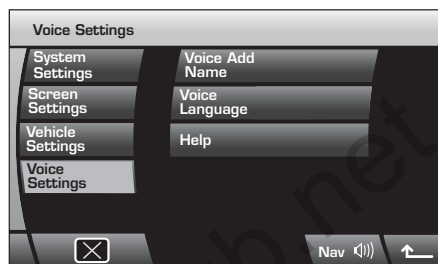 Voice Settings
System
Settings
Screen
Settings
Vehicle
Settings
Voice
Settings
Voice Add
Name
Voice
Language
Help
Nav